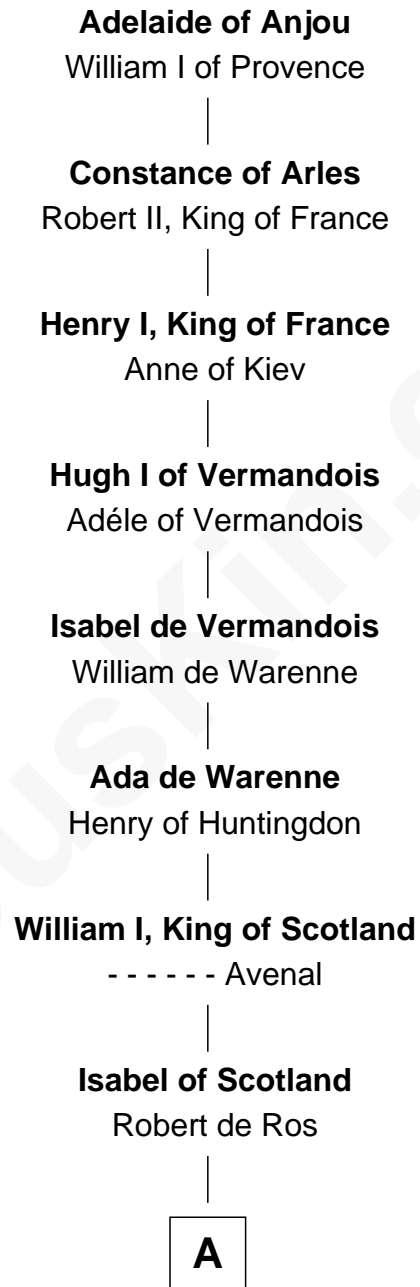 Adelaide of Anjou
William I of Provence
Constance of Arles
Robert II, King of France
Henry I, King of France
Anne of Kiev
Hugh I of Vermandois
Adéle of Vermandois
Isabel de Vermandois
William de Warenne
Ada de Warenne
Henry of Huntingdon
William I, King of Scotland
- - - - - - Avenal
Isabel of Scotland
Robert de Ros
A